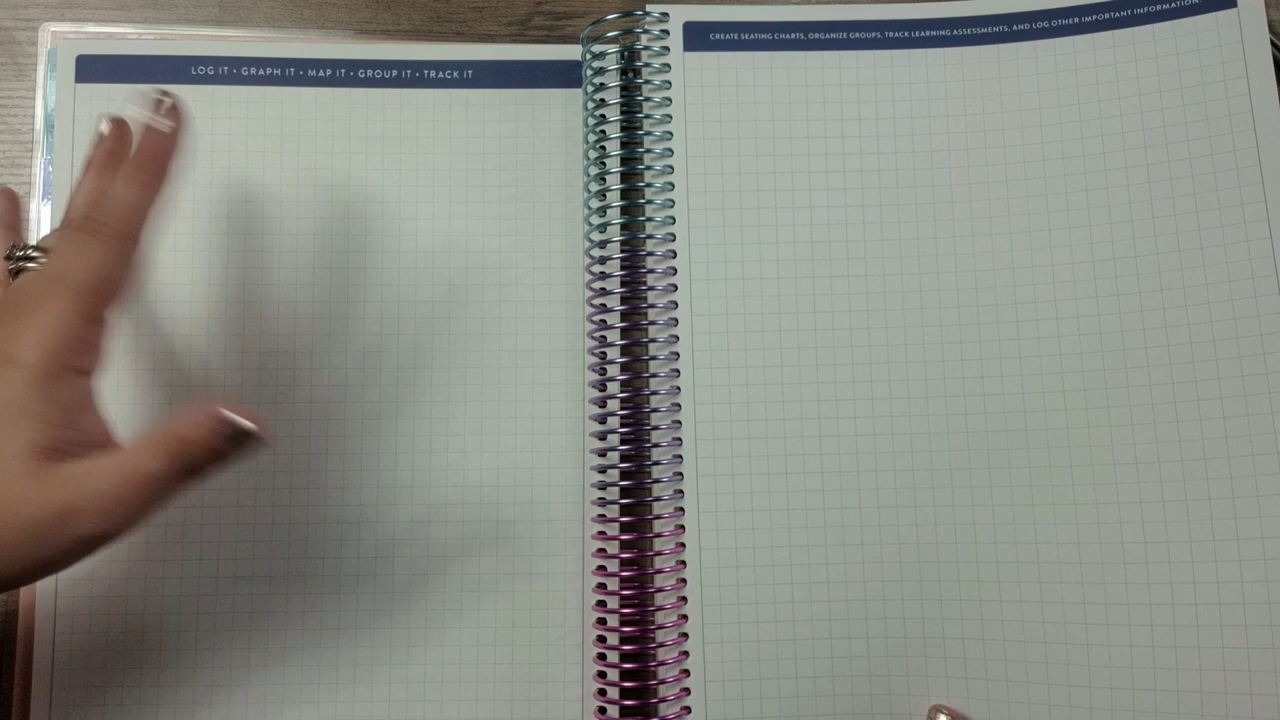 LOG IT • GRAPH IT • MAP IT • GROUP IT • TRACK IT
CREATE SEATING CHARTS, ORGANIZE GROUPS, TRACK LEARNING ASSESSMENTS, AND LOG OTHER IMPORTANT INFORMATION.